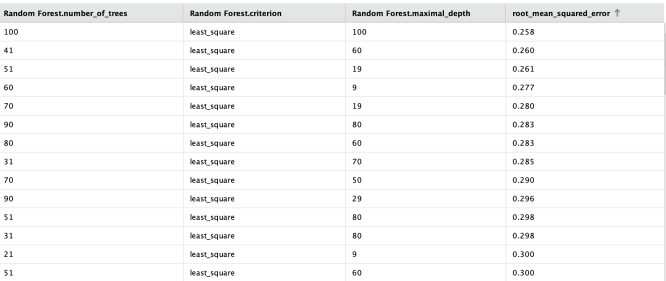 Random Forest.number_of_trees Random Forest.criterion Random Forest.maximal_depth root_mean_squared_error ↑
100 least_square 100 0.258
41 least_square 60 0.260
51 least_square 19 0.261
60 least_square 9 0.277
70 least_square 19 0.280
90 least_square 80 0.283
80 least_square 60 0.283
31 least_square 70 0.285
70 least_square 50 0.290
90 least_square 29 0.296
51 least_square 80 0.298
31 least_square 80 0.298
21 least_square 9 0.300
51 least_square 60 0.300